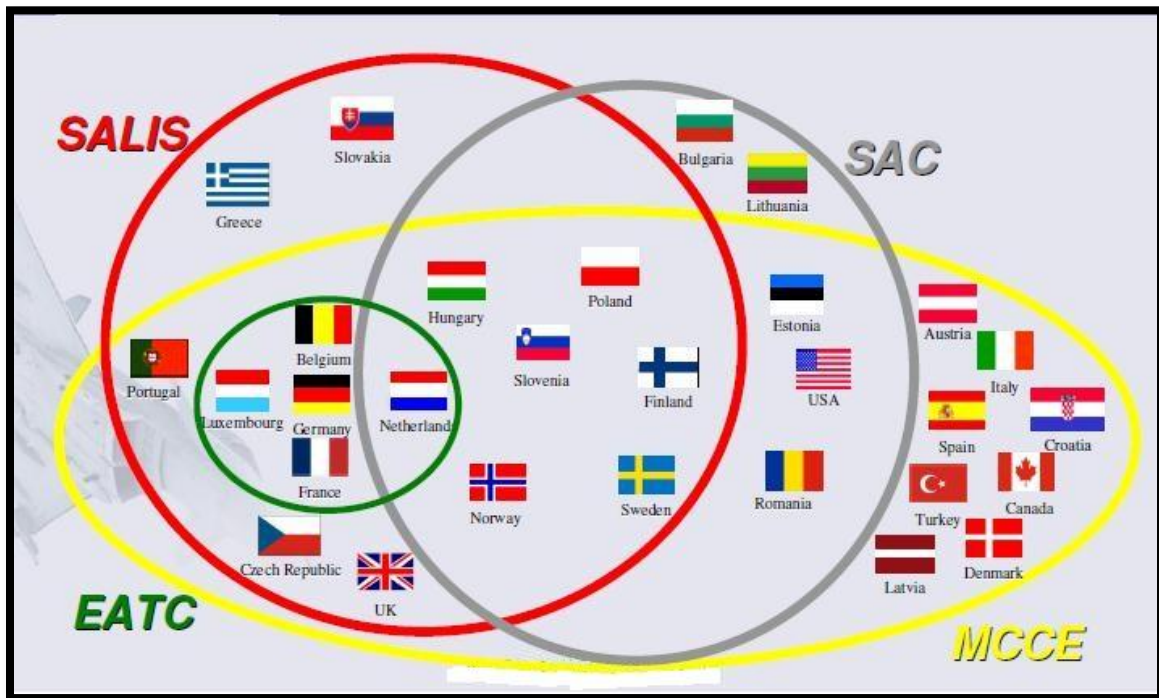 SALIS
Slovakia
Greece
Bulgaria
SAC
Lithuania
Hungary
Poland
Estonia
Austria
Belgium
Slovenia
Portugal
Italy
Luxembourg
Germany
Netherland
Finland
USA
Spain
Croatia
France
Norway
Sweden
Romania
Turkey
Canada
Czech Republic
Latvia
Denmark
UK
EATC
MCCE